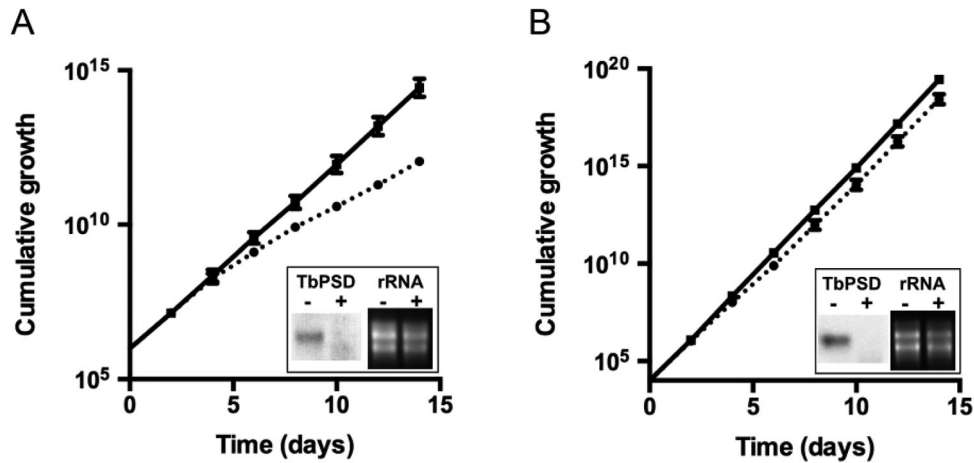 A
10^15
10^10
10^5
Cumulative growth
0 5 10 15
Time (days)
TbPSD rRNA
- + - +
B
10^20
10^15
10^10
10^5
Cumulative growth
0 5 10 15
Time (days)
TbPSD rRNA
- + - +